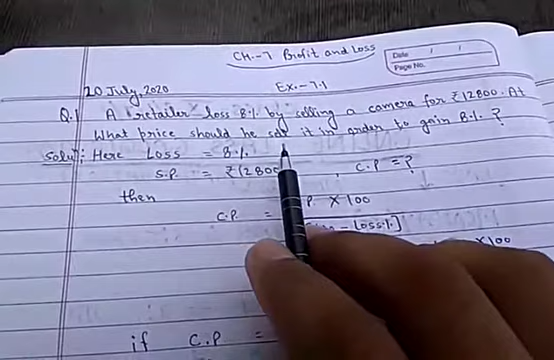 CH.-7 Profit and Loss
Date / /
Page No.
20 July, 2020 Ex.-7.1
Q.1 A retailer loss 8% by selling a camera for ₹12800. At
What price should he sell it in order to gain 8% ?
Solut: Here Loss = 8%
S.P = ₹12800 , C.P = ?
then
C.P = P. X 100
- Loss%]
X100
if C.P =